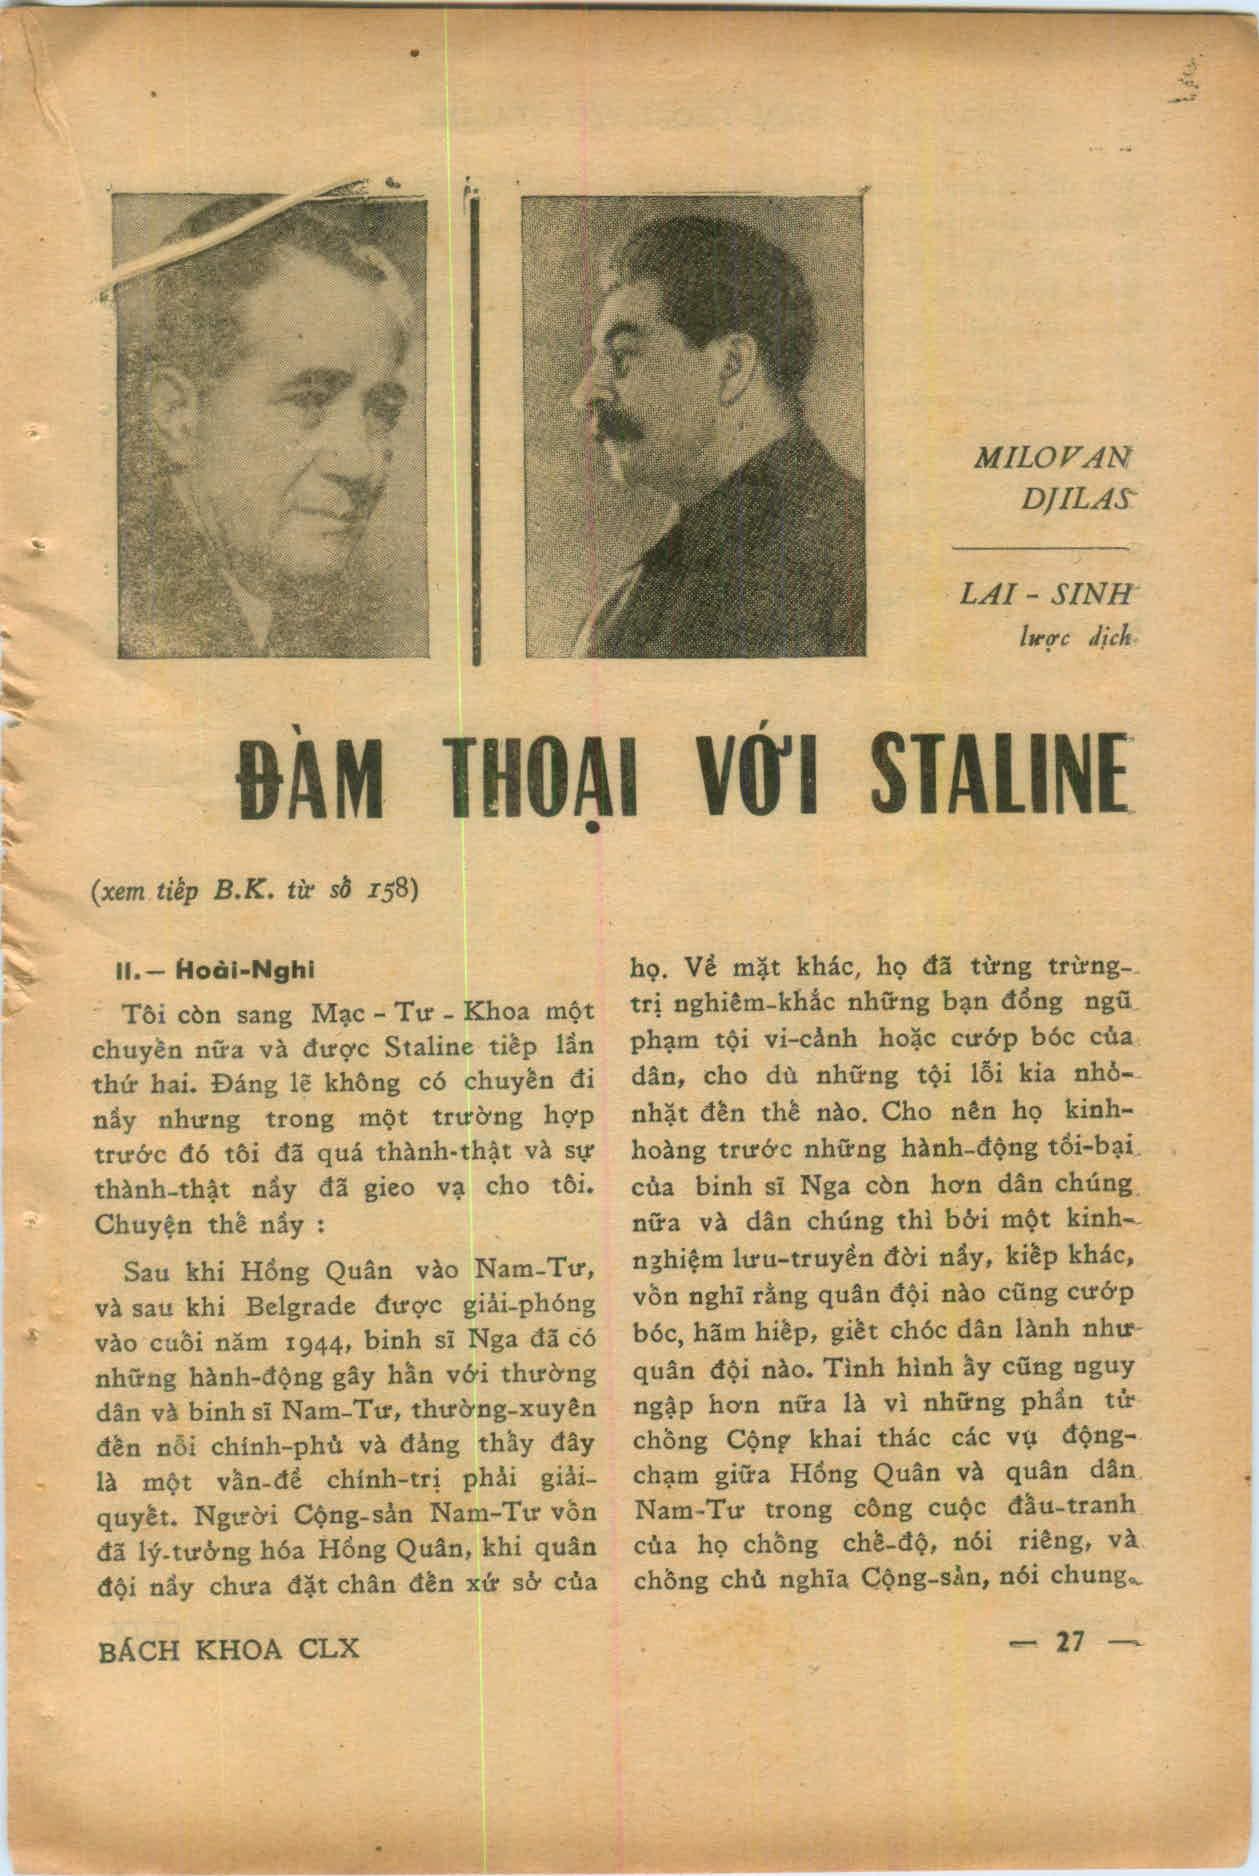 MILOVAN
DJILAS
LAI - SINH
lược dịch
ĐÀM THOẠI VỚI STALINE
(xem tiếp B.K. từ số 158)
II.— Hoài-Nghi
Tôi còn sang Mạc - Tư - Khoa một
chuyến nữa và được Staline tiếp lần
thứ hai. Đáng lẽ không có chuyến đi
nầy nhưng trong một trường hợp
trước đó tôi đã quá thành-thật và sự
thành-thật nầy đã gieo vạ cho tôi.
Chuyện thế nầy :
Sau khi Hồng Quân vào Nam-Tư,
và sau khi Belgrade được giải-phóng
vào cuối năm 1944, binh sĩ Nga đã có
những hành-động gây hấn với thường
dân và binh sĩ Nam-Tư, thường-xuyên
đến nỗi chính-phủ và đảng thấy đây
là một vấn-đề chính-trị phải giải-
quyết. Người Cộng-sản Nam-Tư vốn
đã lý-tưởng hóa Hồng Quân, khi quân
đội nầy chưa đặt chân đến xứ sở của
họ. Về mặt khác, họ đã từng trừng-
trị nghiêm-khắc những bạn đồng ngũ
phạm tội vi-cảnh hoặc cướp bóc của
dân, cho dù những tội lỗi kia nhỏ-
nhặt đến thế nào. Cho nên họ kinh-
hoàng trước những hành-động tồi-bại
của binh sĩ Nga còn hơn dân chúng
nữa và dân chúng thì bởi một kinh-
nghiệm lưu-truyền đời nầy, kiếp khác,
vốn nghĩ rằng quân đội nào cũng cướp
bóc, hãm hiếp, giết chóc dân lành như
quân đội nào. Tình hình ấy cũng nguy
ngập hơn nữa là vì những phần tử
chống Cộng khai thác các vụ động-
chạm giữa Hồng Quân và quân dân
Nam-Tư trong công cuộc đấu-tranh
của họ chống chế-độ, nói riêng, và
chống chủ nghĩa Cộng-sản, nói chung.
BÁCH KHOA CLX
— 27 —